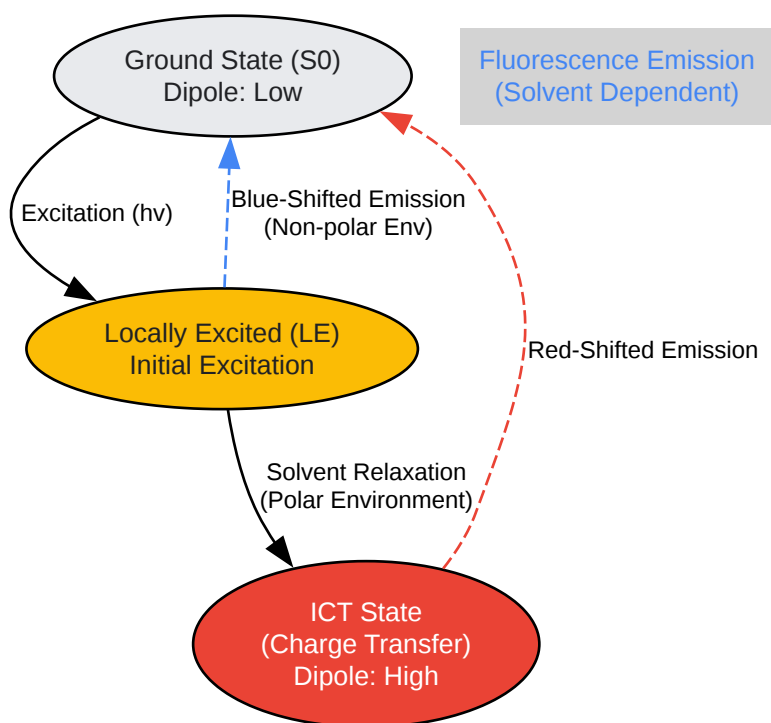 Ground State (S0)
Dipole: Low
Fluorescence Emission
(Solvent Dependent)
Excitation (hv)
Blue-Shifted Emission
(Non-polar Env)
Locally Excited (LE)
Initial Excitation
Red-Shifted Emission
Solvent Relaxation
(Polar Environment)
ICT State
(Charge Transfer)
Dipole: High